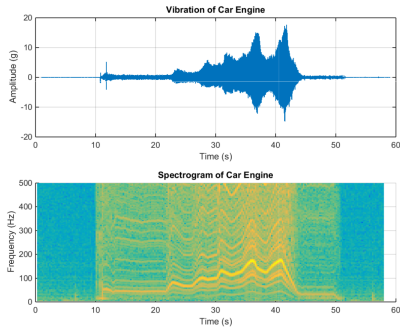 Vibration of Car Engine
20
10
0
-10
-20
Amplitude (g)
0 10 20 30 40 50 60
Time (s)
Spectrogram of Car Engine
500
400
300
200
100
0
Frequency (Hz)
0 10 20 30 40 50 60
Time (s)